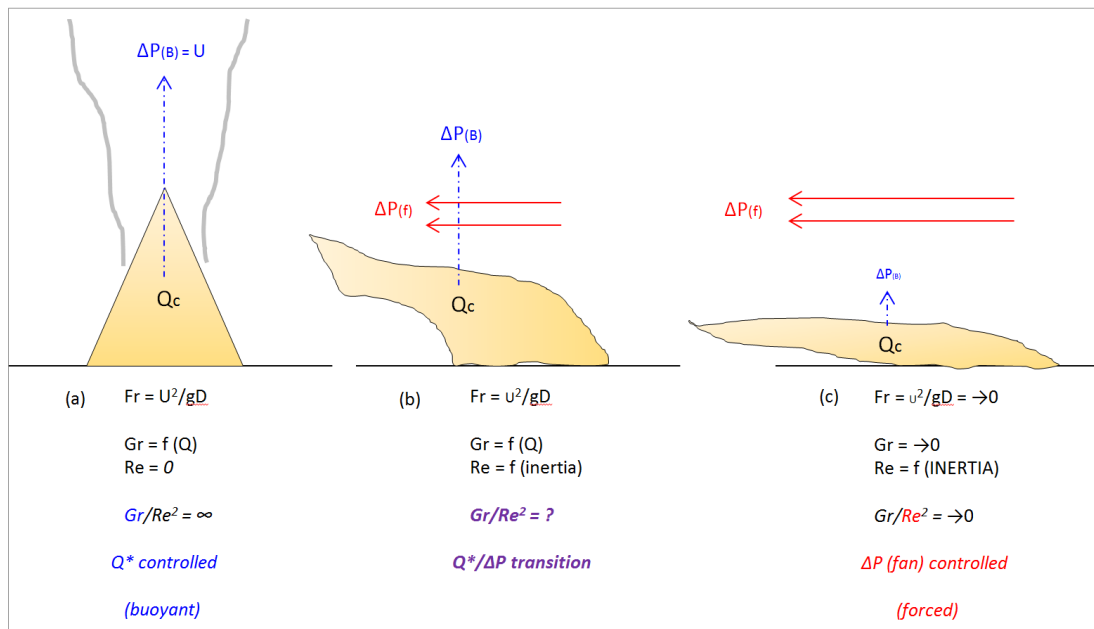 ΔP(B) = U
Qc
(a)
Fr = U²/gD
Gr = f (Q)
Re = 0
Gr/Re² = ∞
Q* controlled
(buoyant)
ΔP(B)
ΔP(f)
Qc
(b)
Fr = U²/gD
Gr = f (Q)
Re = f (inertia)
Gr/Re² = ?
Q*/ΔP transition
ΔP(f)
ΔP(B)
Qc
(c)
Fr = U²/gD = →0
Gr = →0
Re = f (INERTIA)
Gr/Re² = →0
ΔP (fan) controlled
(forced)